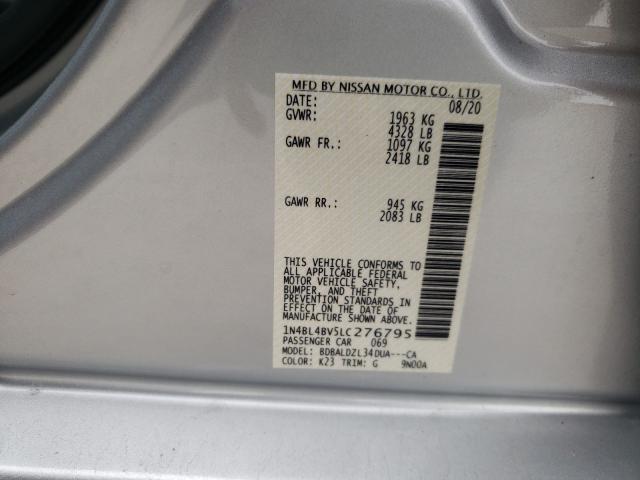 MFD BY NISSAN MOTOR CO., LTD.
DATE: 08/20
GVWR: 1963 KG
4328 LB
GAWR FR.: 1097 KG
2418 LB
GAWR RR.: 945 KG
2083 LB
THIS VEHICLE CONFORMS TO
ALL APPLICABLE FEDERAL
MOTOR VEHICLE SAFETY,
BUMPER, AND THEFT
PREVENTION STANDARDS IN
EFFECT ON THE DATE OF
MANUFACTURE SHOWN ABOVE.
1N4BL4BV5LC276795
PASSENGER CAR 069
MODEL: BDBALDZL34DUA---CA
COLOR: K23 TRIM: G 9N00A